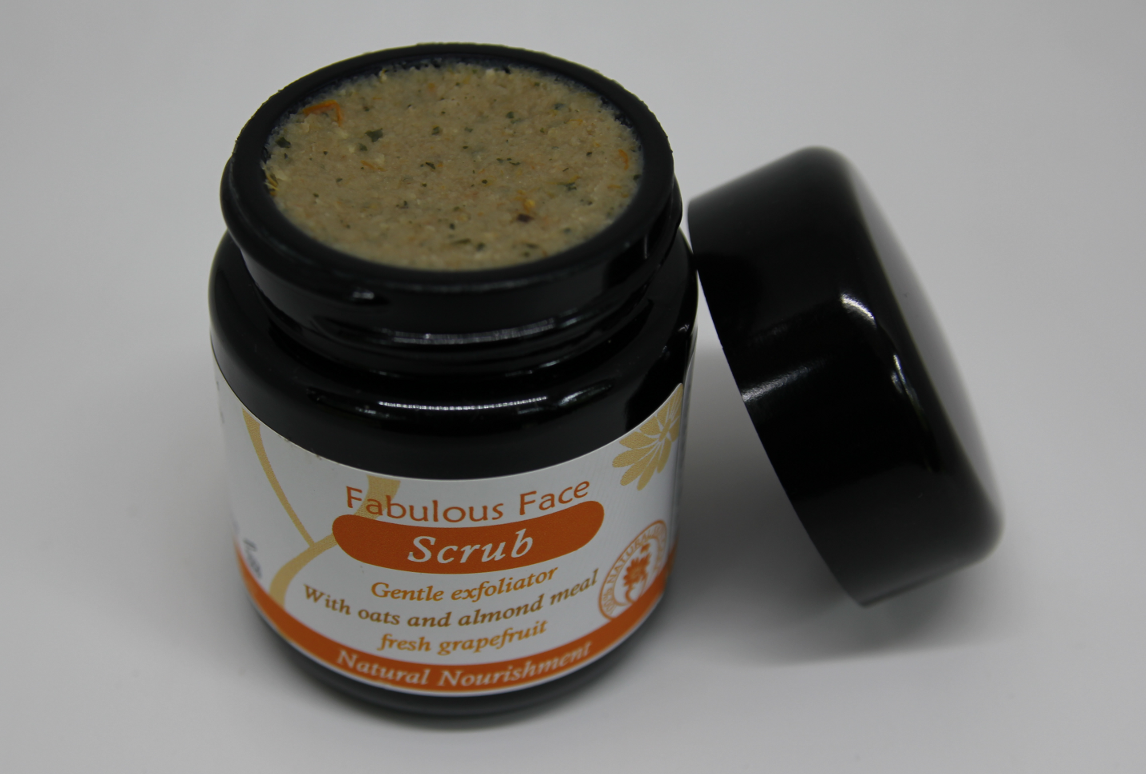 Fabulous Face
Scrub
Gentle exfoliator
With oats and almond meal
fresh grapefruit
Natural Nourishment